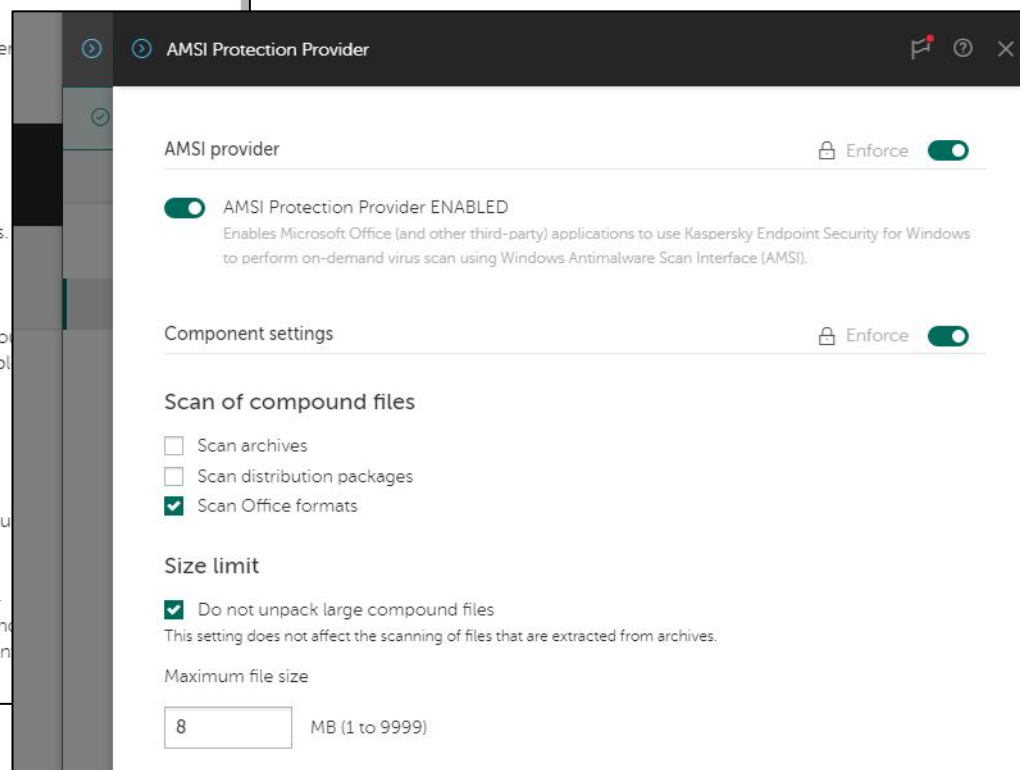 AMSI Protection Provider
AMSI provider
Enforce
AMSI Protection Provider ENABLED
Enables Microsoft Office (and other third-party) applications to use Kaspersky Endpoint Security for Windows
to perform on-demand virus scan using Windows Antimalware Scan Interface (AMSI).
Component settings
Enforce
Scan of compound files
Scan archives
Scan distribution packages
Scan Office formats
Size limit
Do not unpack large compound files
This setting does not affect the scanning of files that are extracted from archives.
Maximum file size
8 MB (1 to 9999)